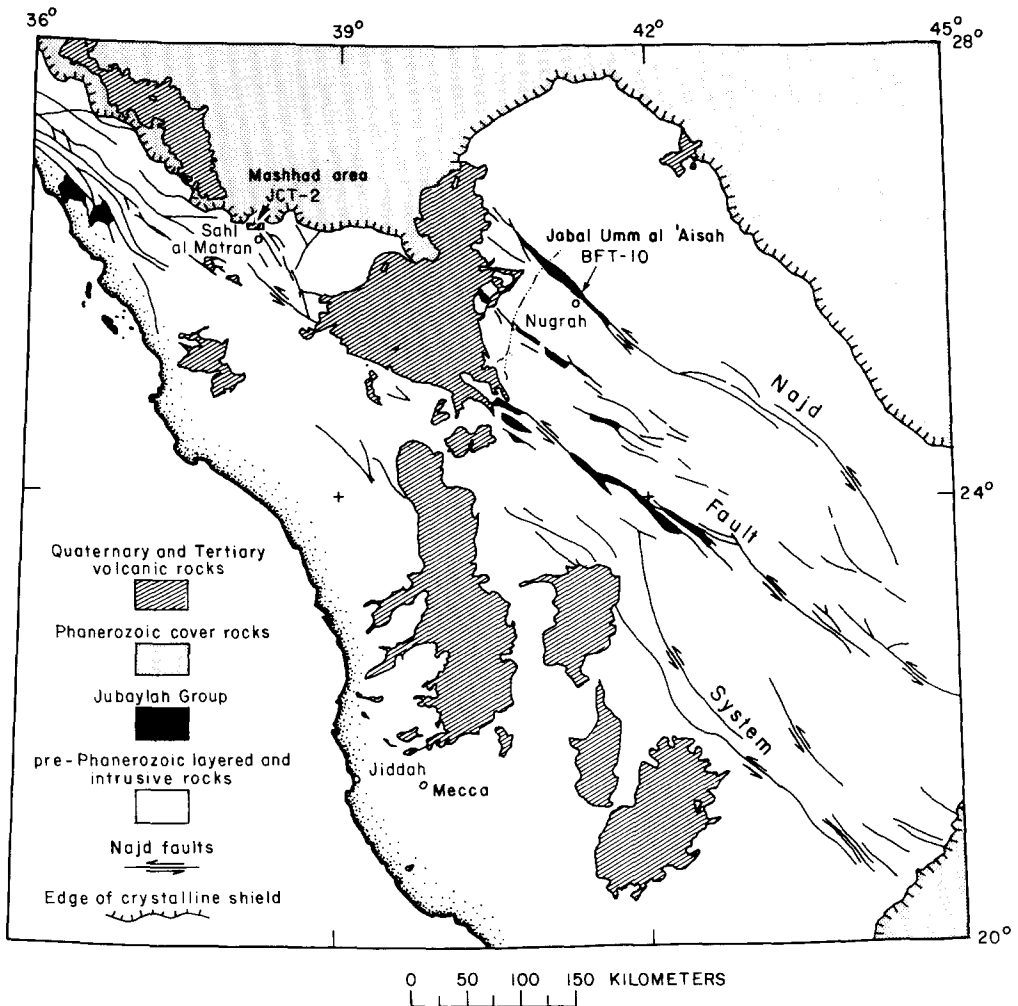 36°
39°
42°
45°
28°
Mashhad area
JCT-2
Sahl
al Matran
Jabal Umm al 'Aisah
BFT-10
Nugrah
Najd
24°
Fault
System
Quaternary and Tertiary
volcanic rocks
Phanerozoic cover rocks
Jubaylah Group
pre-Phanerozoic layered and
intrusive rocks
Najd faults
Edge of crystalline shield
Jiddah
Mecca
20°
0 50 100 150 KILOMETERS